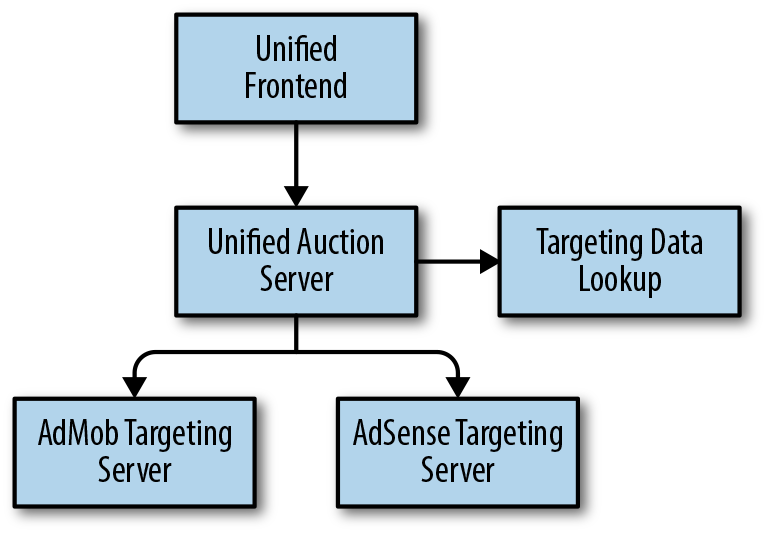 Unified
Frontend
Unified Auction
Server
Targeting Data
Lookup
AdMob Targeting
Server
AdSense Targeting
Server